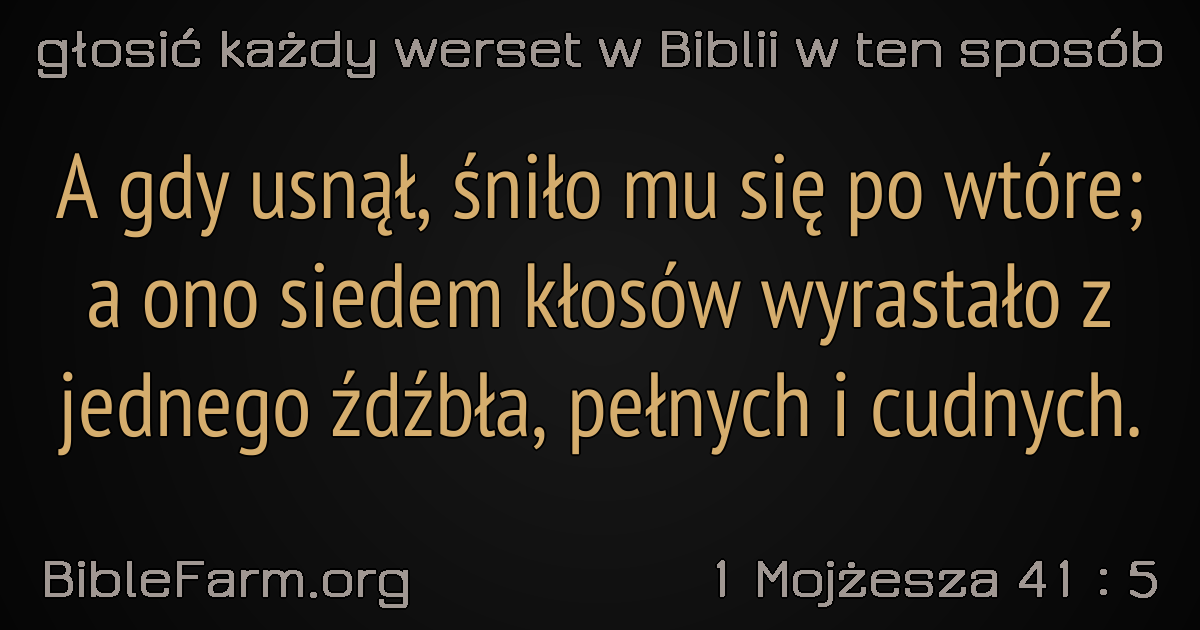 głosić każdy werset w Biblii w ten sposób
A gdy usnął, śniło mu się po wtóre;
a ono siedem kłosów wyrastało z
jednego źdźbła, pełnych i cudnych.
BibleFarm.org
1 Mojżesza 41 : 5